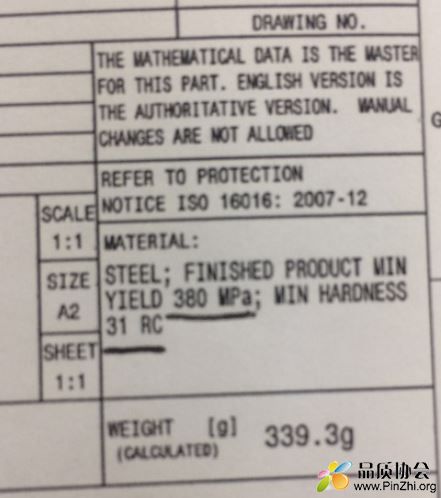 DRAWING NO.
THE MATHEMATICAL DATA IS THE MASTER
FOR THIS PART. ENGLISH VERSION IS
THE AUTHORITATIVE VERSION. MANUAL
CHANGES ARE NOT ALLOWED
REFER TO PROTECTION
NOTICE ISO 16016: 2007-12
SCALE
1:1
SIZE
A2
SHEET
1:1
MATERIAL:
STEEL; FINISHED PRODUCT MIN
YIELD 380 MPa; MIN HARDNESS
31 RC
WEIGHT [g]
(CALCULATED)
339.3g
G
品质协会
www.PinZhi.org